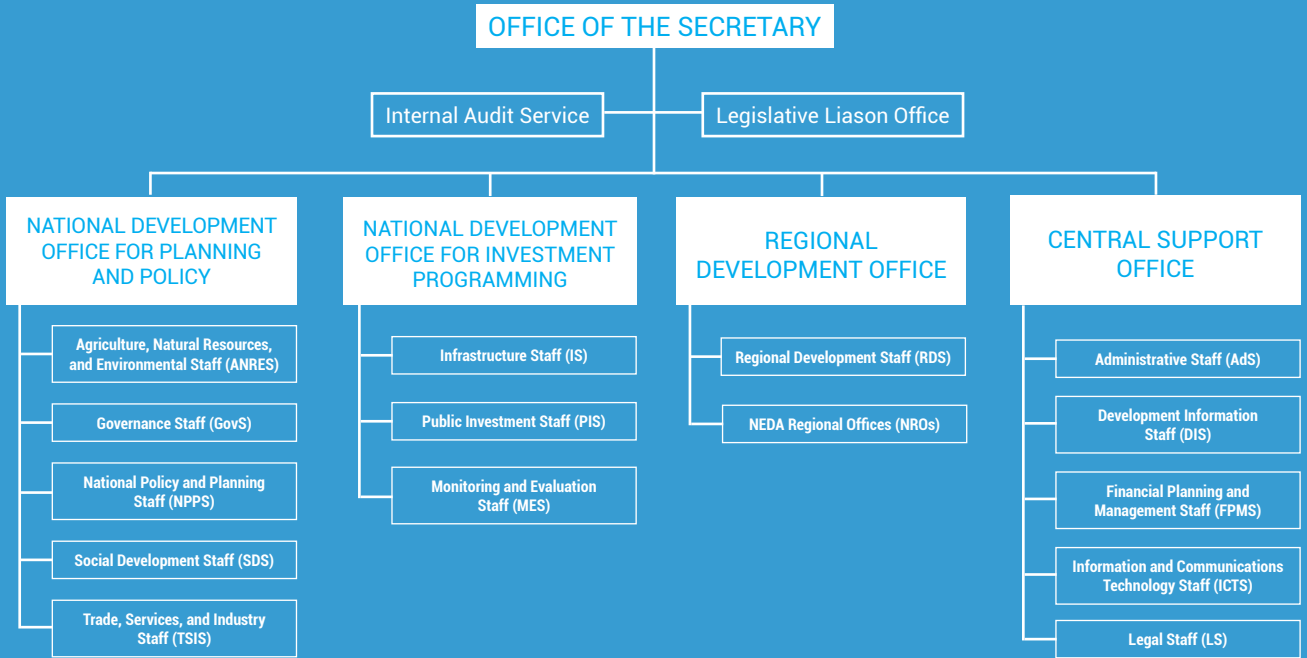 OFFICE OF THE SECRETARY
Internal Audit Service
Legislative Liason Office
NATIONAL DEVELOPMENT
OFFICE FOR PLANNING
AND POLICY
Agriculture, Natural Resources,
and Environmental Staff (ANRES)
Governance Staff (GovS)
National Policy and Planning
Staff (NPPS)
Social Development Staff (SDS)
Trade, Services, and Industry
Staff (TSIS)
NATIONAL DEVELOPMENT
OFFICE FOR INVESTMENT
PROGRAMMING
Infrastructure Staff (IS)
Public Investment Staff (PIS)
Monitoring and Evaluation
Staff (MES)
REGIONAL
DEVELOPMENT OFFICE
Regional Development Staff (RDS)
NEDA Regional Offices (NROs)
CENTRAL SUPPORT
OFFICE
Administrative Staff (AdS)
Development Information
Staff (DIS)
Financial Planning and
Management Staff (FPMS)
Information and Communications
Technology Staff (ICTS)
Legal Staff (LS)